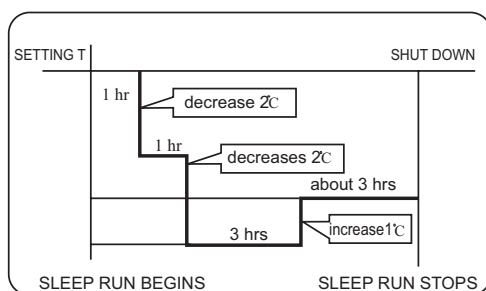 SETTING T
SHUT DOWN
1 hr
decrease 2℃
1 hr
decreases 2℃
about 3 hrs
3 hrs
increase1℃
SLEEP RUN BEGINS
SLEEP RUN STOPS